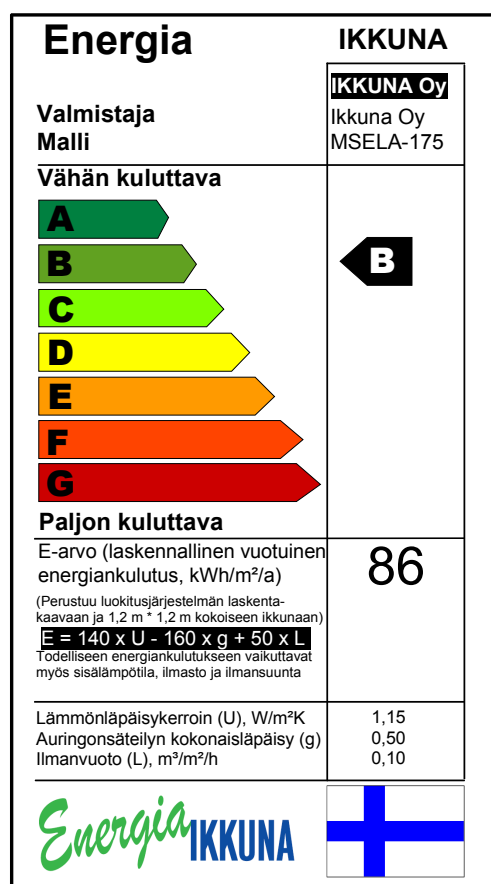 Energia IKKUNA
IKKUNA Oy
Valmistaja Ikkuna Oy
Malli MSELA-175
Vähän kuluttava
A
B B
C
D
E
F
G
Paljon kuluttava
E-arvo (laskennallinen vuotuinen
energiankulutus, kWh/m²/a) 86
(Perustuu luokitusjärjestelmän laskenta-
kaavaan ja 1,2 m * 1,2 m kokoiseen ikkunaan)
E = 140 x U - 160 x g + 50 x L
Todelliseen energiankulutukseen vaikuttavat
myös sisälämpötila, ilmasto ja ilmansuunta
Lämmönläpäisykerroin (U), W/m²K 1,15
Auringonsäteilyn kokonaisläpäisy (g) 0,50
Ilmanvuoto (L), m³/m²/h 0,10
Energia IKKUNA